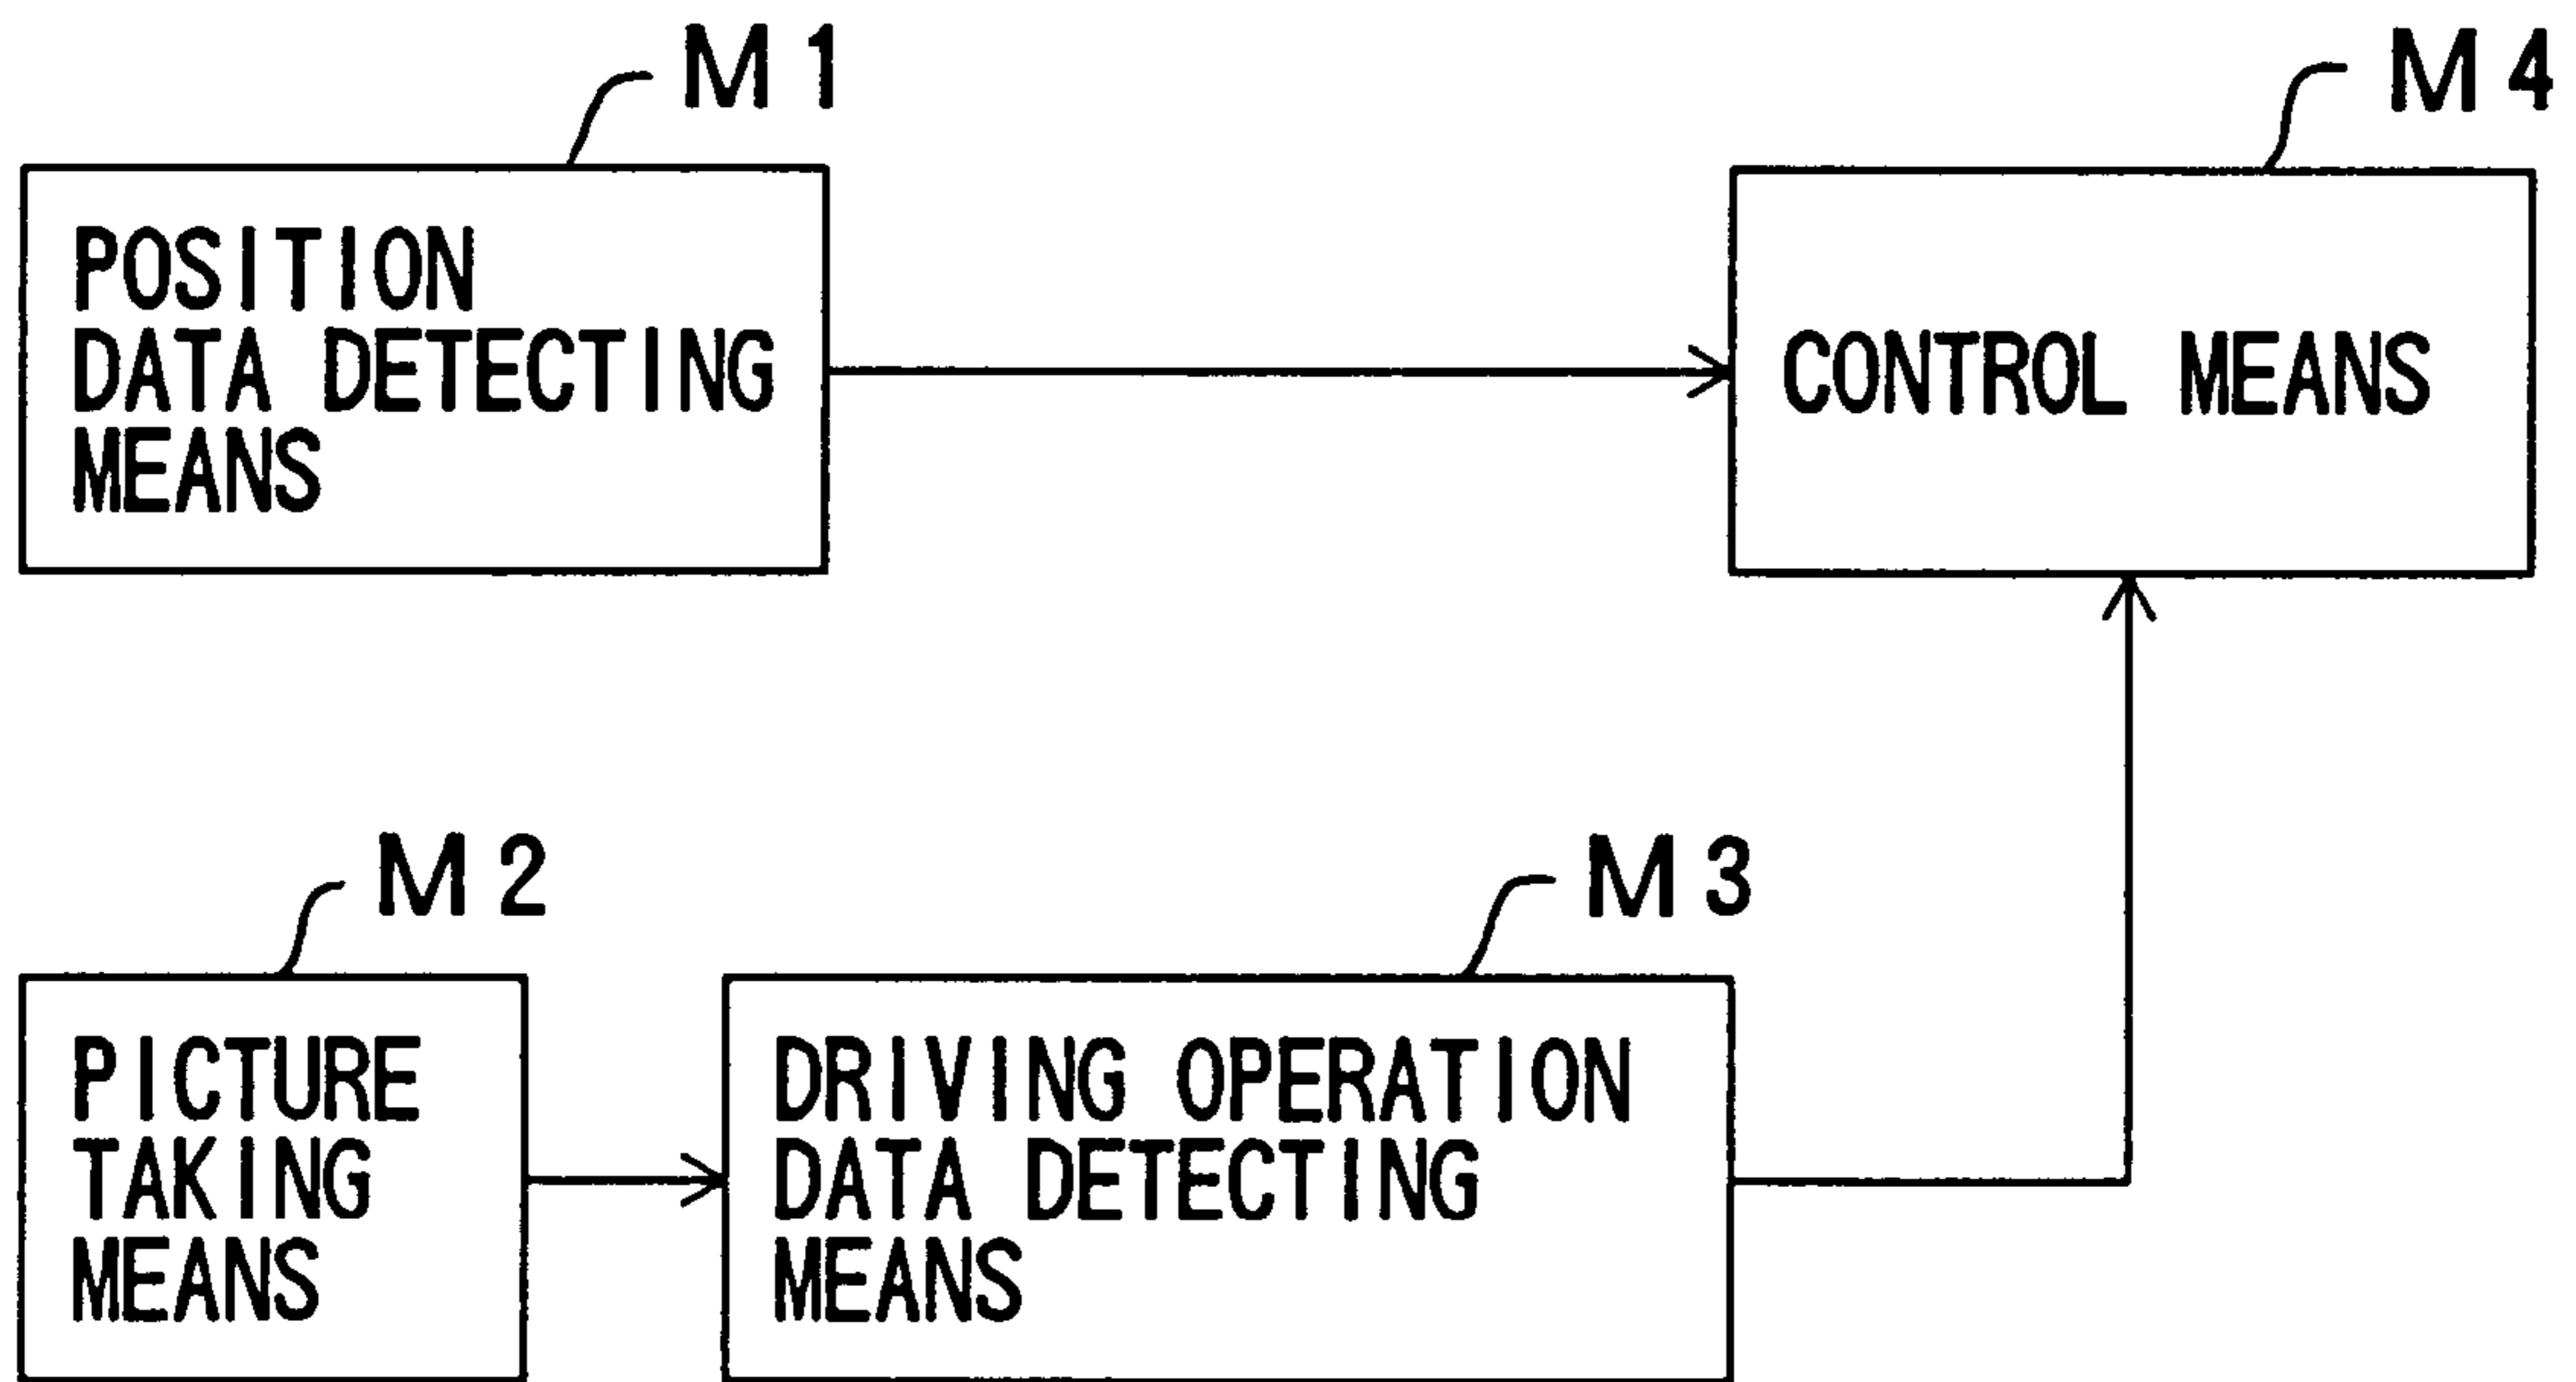 M1
M4
POSITION
DATA DETECTING
MEANS
CONTROL MEANS
M2
M3
PICTURE
TAKING
MEANS
DRIVING OPERATION
DATA DETECTING
MEANS